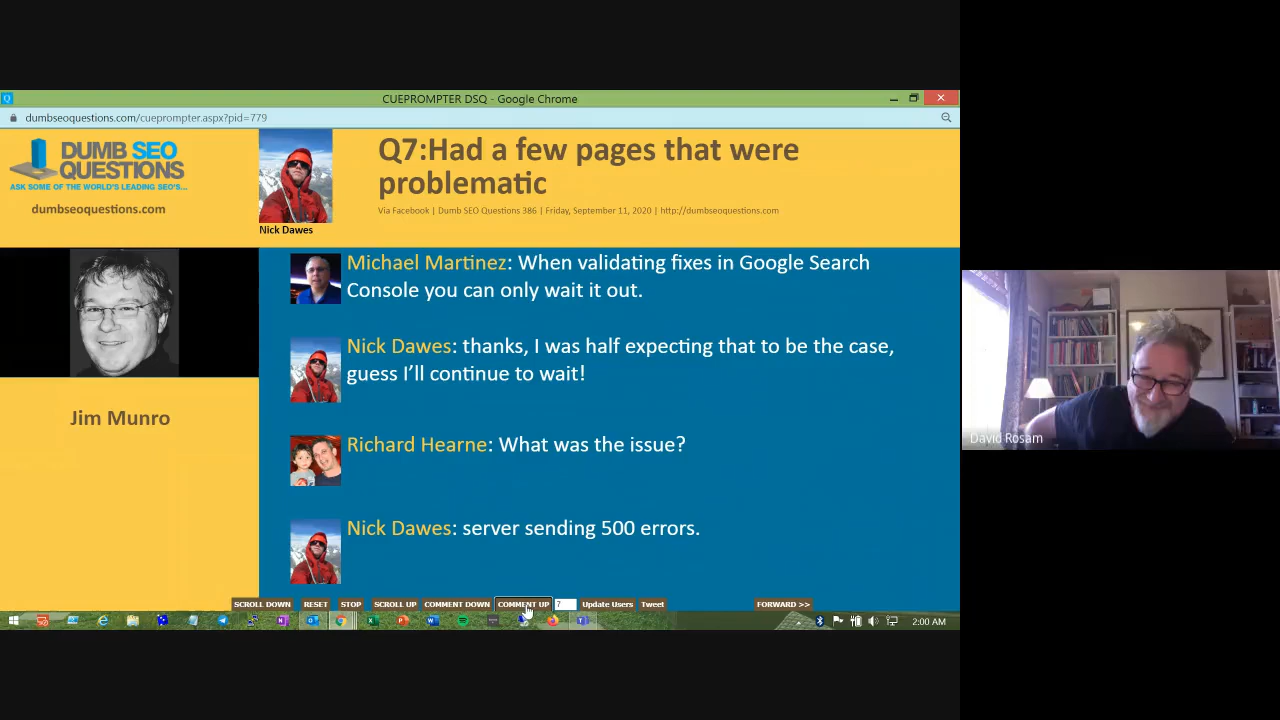 CUEPROMPTER DSQ - Google Chrome
dumbseoquestions.com/cueprompter.aspx?pid=779
DUMB SEO
QUESTIONS
ASK SOME OF THE WORLD'S LEADING SEO'S...
dumbseoquestions.com
Nick Dawes
Q7:Had a few pages that were
problematic
Via Facebook | Dumb SEO Questions 386 | Friday, September 11, 2020 | http://dumbseoquestions.com
Jim Munro
Michael Martinez: When validating fixes in Google Search
Console you can only wait it out.
Nick Dawes: thanks, I was half expecting that to be the case,
guess I'll continue to wait!
Richard Hearne: What was the issue?
Nick Dawes: server sending 500 errors.
David Rosam
SCROLL DOWN RESET STOP SCROLL UP COMMENT DOWN COMMENT UP 7 Update Users Tweet FORWARD >>
2:00 AM